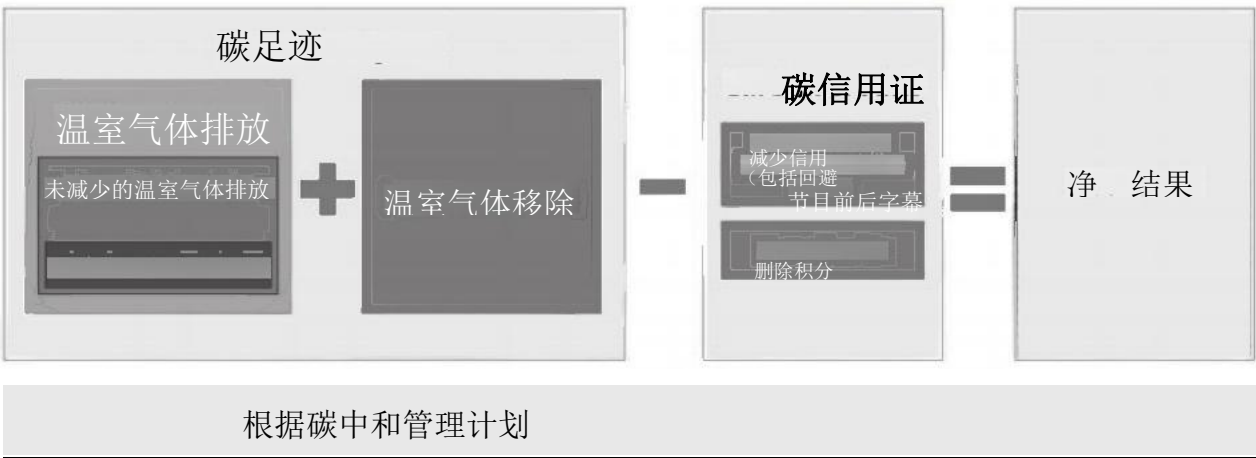 碳足迹
温室气体排放
未减少的温室气体排放
温室气体移除
碳信用证
减少信用
（包括回避
节目前后字幕
删除积分
净 结果
根据碳中和管理计划